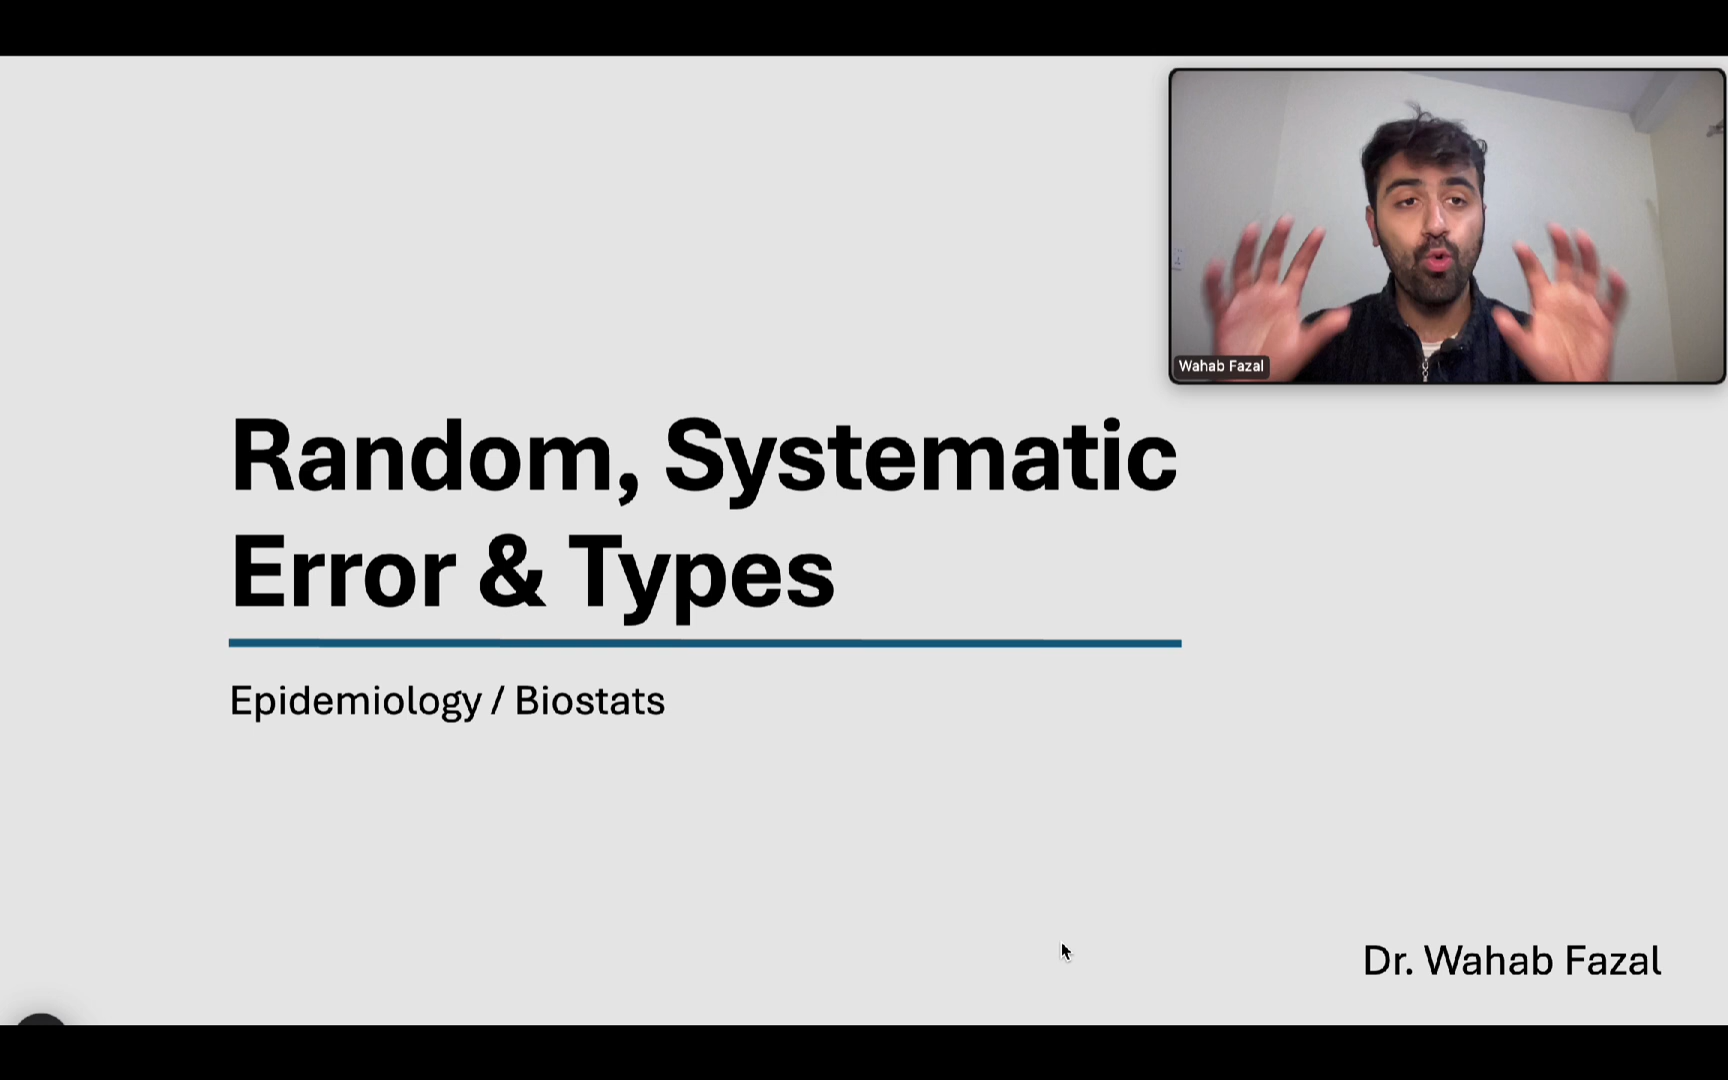 Wahab Fazal
Random, Systematic
Error & Types
Epidemiology / Biostats
Dr. Wahab Fazal